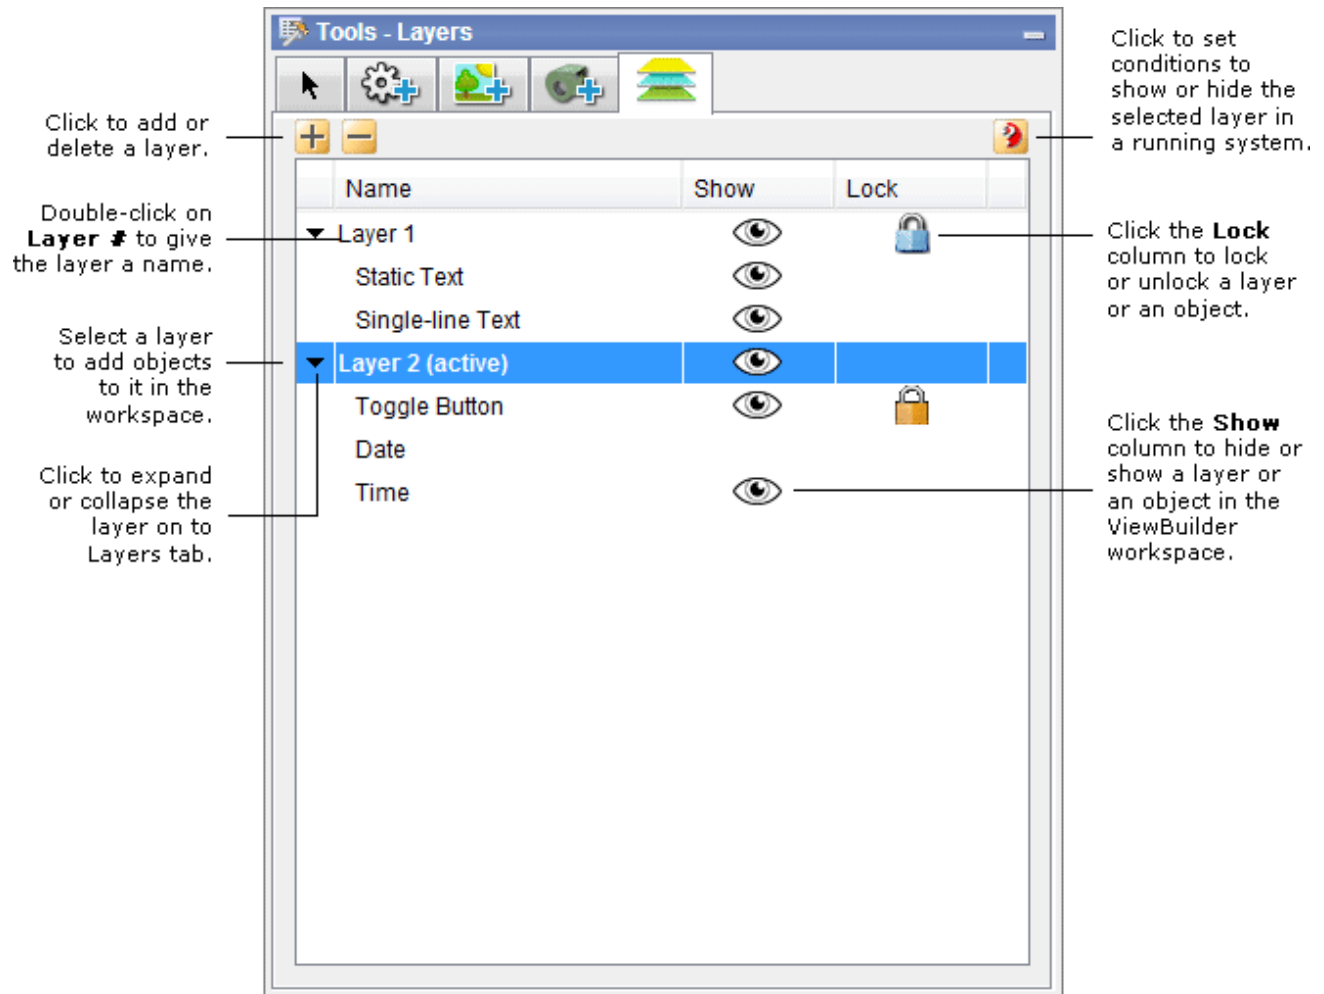 Tools - Layers
Click to add or
delete a layer.
Double-click on
Layer # to give
the layer a name.
Select a layer
to add objects
to it in the
workspace.
Click to expand
or collapse the
layer on to
Layers tab.
Name Show Lock
Layer 1
Static Text
Single-line Text
Layer 2 (active)
Toggle Button
Date
Time
Click to set
conditions to
show or hide the
selected layer in
a running system.
Click the Lock
column to lock
or unlock a layer
or an object.
Click the Show
column to hide or
show a layer or
an object in the
ViewBuilder
workspace.